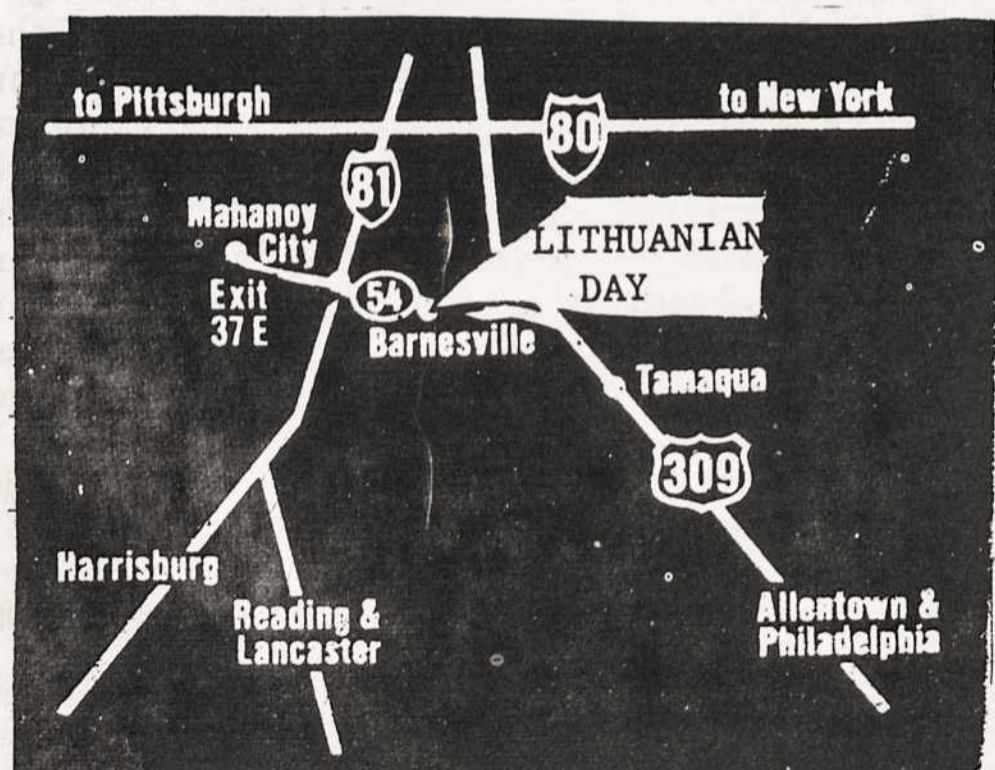 to Pittsburgh
to New York
80
81
Mahanoy
City
LITHUANIAN
DAY
Exit
37 E
54
Barnesville
Tamaqua
309
Harrisburg
Reading &
Lancaster
Allentown &
Philadelphia